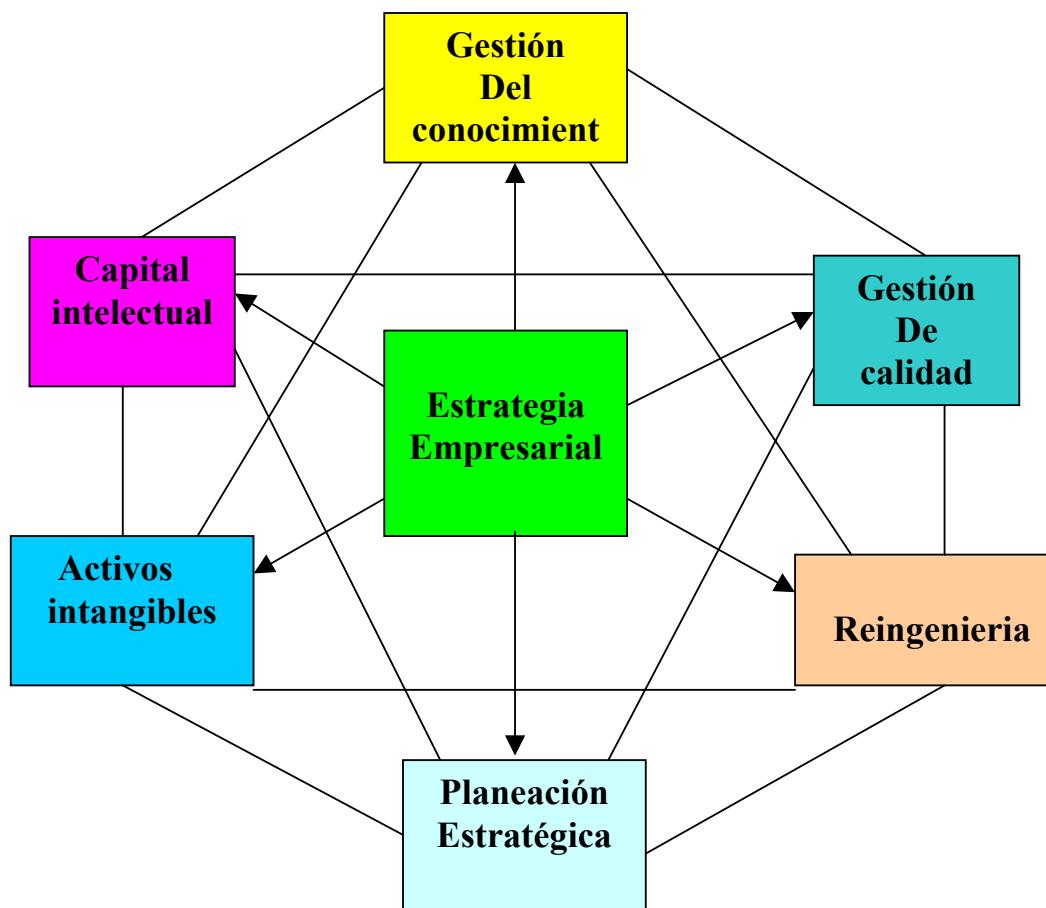 Gestión
Del
conocimient
Capital
intelectual
Gestión
De
calidad
Estrategia
Empresarial
Activos
intangibles
Reingenieria
Planeación
Estratégica